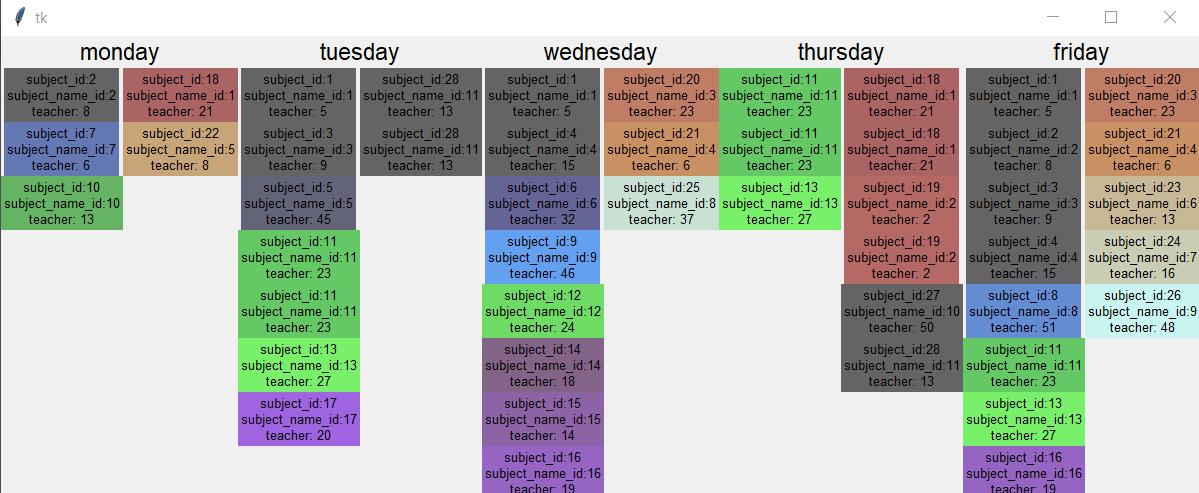 tk
monday
tuesday
wednesday
thursday
friday
subject_id:2
subject_name_id:2
teacher: 8
subject_id:7
subject_name_id:7
teacher: 6
subject_id:10
subject_name_id:10
teacher: 13
subject_id:18
subject_name_id:1
teacher: 21
subject_id:22
subject_name_id:5
teacher: 8
subject_id:1
subject_name_id:1
teacher: 5
subject_id:3
subject_name_id:3
teacher: 9
subject_id:5
subject_name_id:5
teacher: 45
subject_id:11
subject_name_id:11
teacher: 23
subject_id:11
subject_name_id:11
teacher: 23
subject_id:13
subject_name_id:13
teacher: 27
subject_id:17
subject_name_id:17
teacher: 20
subject_id:28
subject_name_id:11
teacher: 13
subject_id:28
subject_name_id:11
teacher: 13
subject_id:1
subject_name_id:1
teacher: 5
subject_id:4
subject_name_id:4
teacher: 15
subject_id:6
subject_name_id:6
teacher: 32
subject_id:9
subject_name_id:9
teacher: 46
subject_id:12
subject_name_id:12
teacher: 24
subject_id:14
subject_name_id:14
teacher: 18
subject_id:15
subject_name_id:15
teacher: 14
subject_id:16
subject_name_id:16
teacher: 19
subject_id:20
subject_name_id:3
teacher: 23
subject_id:21
subject_name_id:4
teacher: 6
subject_id:25
subject_name_id:8
teacher: 37
subject_id:11
subject_name_id:11
teacher: 23
subject_id:11
subject_name_id:11
teacher: 23
subject_id:13
subject_name_id:13
teacher: 27
subject_id:18
subject_name_id:1
teacher: 21
subject_id:18
subject_name_id:1
teacher: 21
subject_id:19
subject_name_id:2
teacher: 2
subject_id:19
subject_name_id:2
teacher: 2
subject_id:27
subject_name_id:10
teacher: 50
subject_id:28
subject_name_id:11
teacher: 13
subject_id:1
subject_name_id:1
teacher: 5
subject_id:2
subject_name_id:2
teacher: 8
subject_id:3
subject_name_id:3
teacher: 9
subject_id:4
subject_name_id:4
teacher: 15
subject_id:8
subject_name_id:8
teacher: 51
subject_id:11
subject_name_id:11
teacher: 23
subject_id:13
subject_name_id:13
teacher: 27
subject_id:16
subject_name_id:16
teacher: 19
subject_id:20
subject_name_id:3
teacher: 23
subject_id:21
subject_name_id:4
teacher: 6
subject_id:23
subject_name_id:6
teacher: 13
subject_id:24
subject_name_id:7
teacher: 16
subject_id:26
subject_name_id:9
teacher: 48